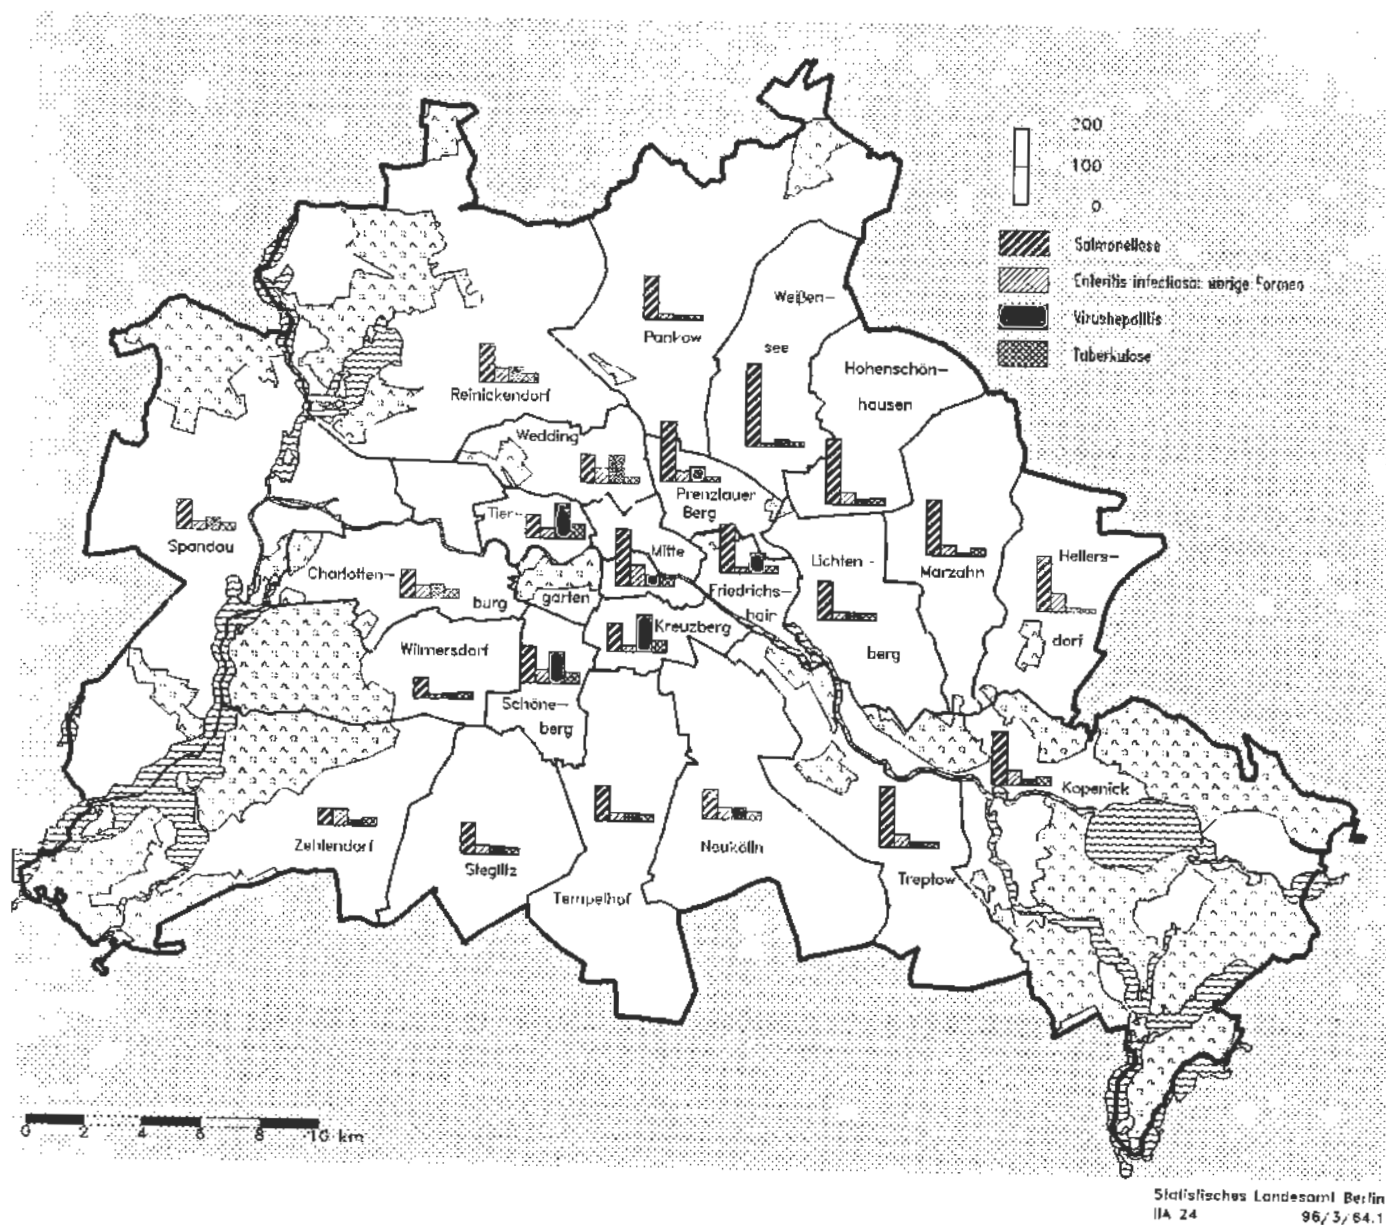 200
100
0
Salmonellose
Enteritis infectiosa: übrige Formen
Virushepatitis
Tuberkulose
Weißen-
see
Pankow
Hohenschön-
hausen
Reinickendorf
Wedding
Prenzlauer
Berg
Tier-
garten
Mitte
Spandau
Charlotten-
burg
Friedrichs-
hain
Lichten-
berg
Marzahn
Hellers-
dorf
Kreuzberg
Wilmersdorf
Schöne-
berg
Kopenick
Zehlendorf
Steglitz
Neukölln
Treptow
Tempelhof
0 2 4 6 8 10 km
Statistisches Landesamt Berlin
IIA 24 96/3/64.1